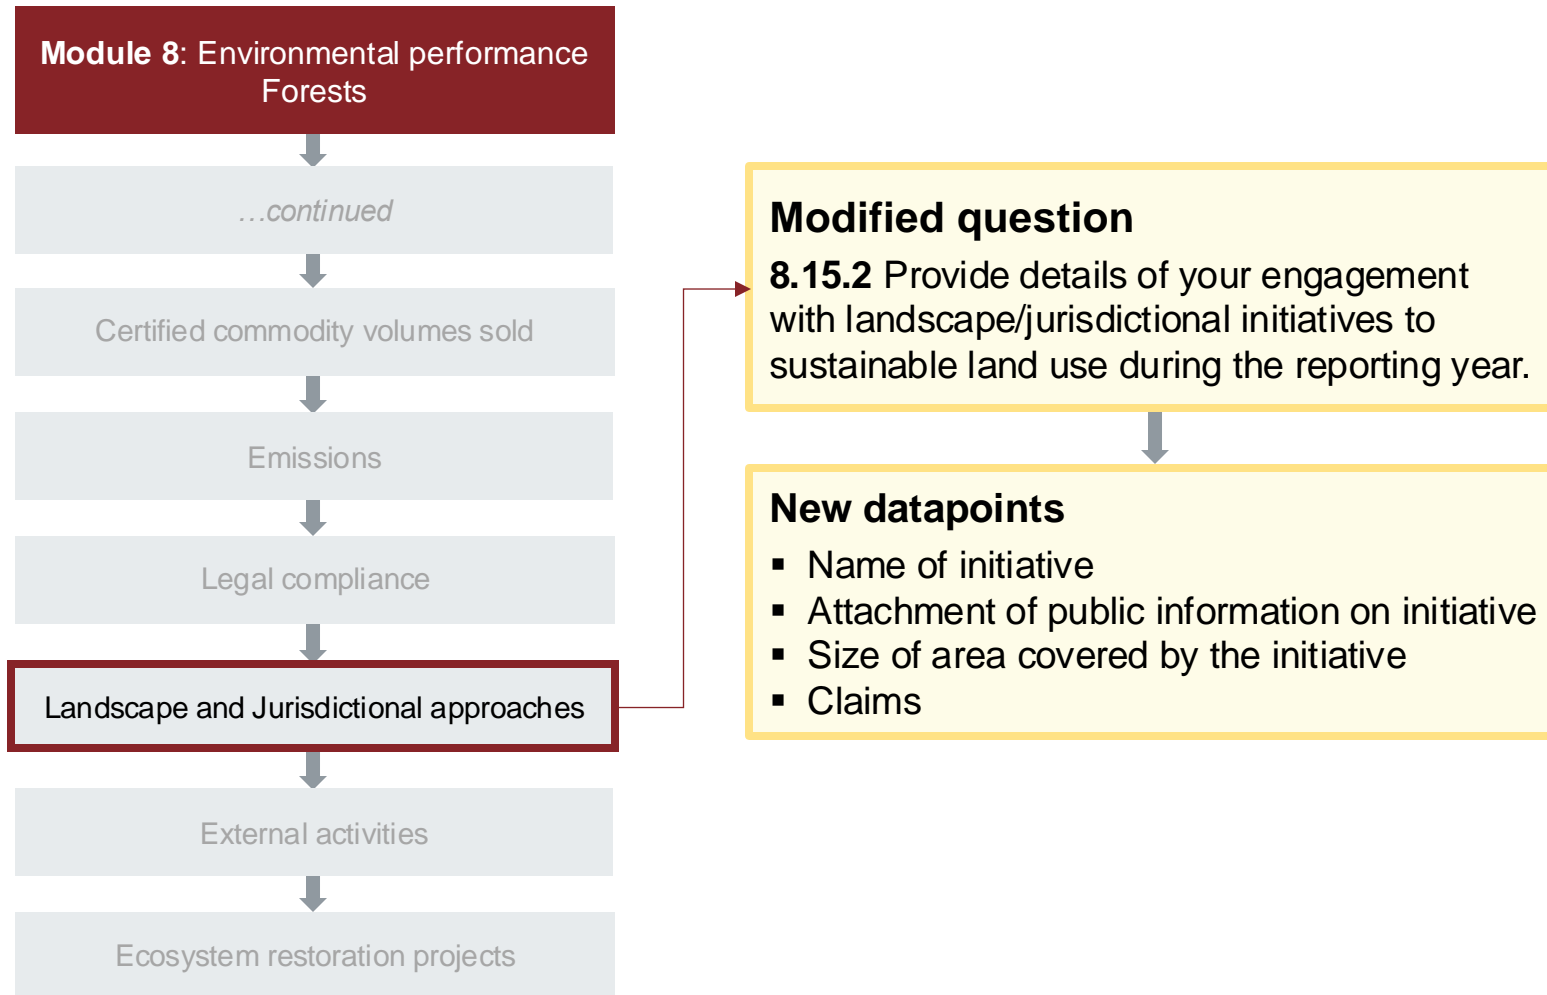 Module 8: Environmental performance
Forests
...continued
Certified commodity volumes sold
Emissions
Legal compliance
Landscape and Jurisdictional approaches
External activities
Ecosystem restoration projects
Modified question
8.15.2 Provide details of your engagement
with landscape/jurisdictional initiatives to
sustainable land use during the reporting year.
New datapoints
▪ Name of initiative
▪ Attachment of public information on initiative
▪ Size of area covered by the initiative
▪ Claims